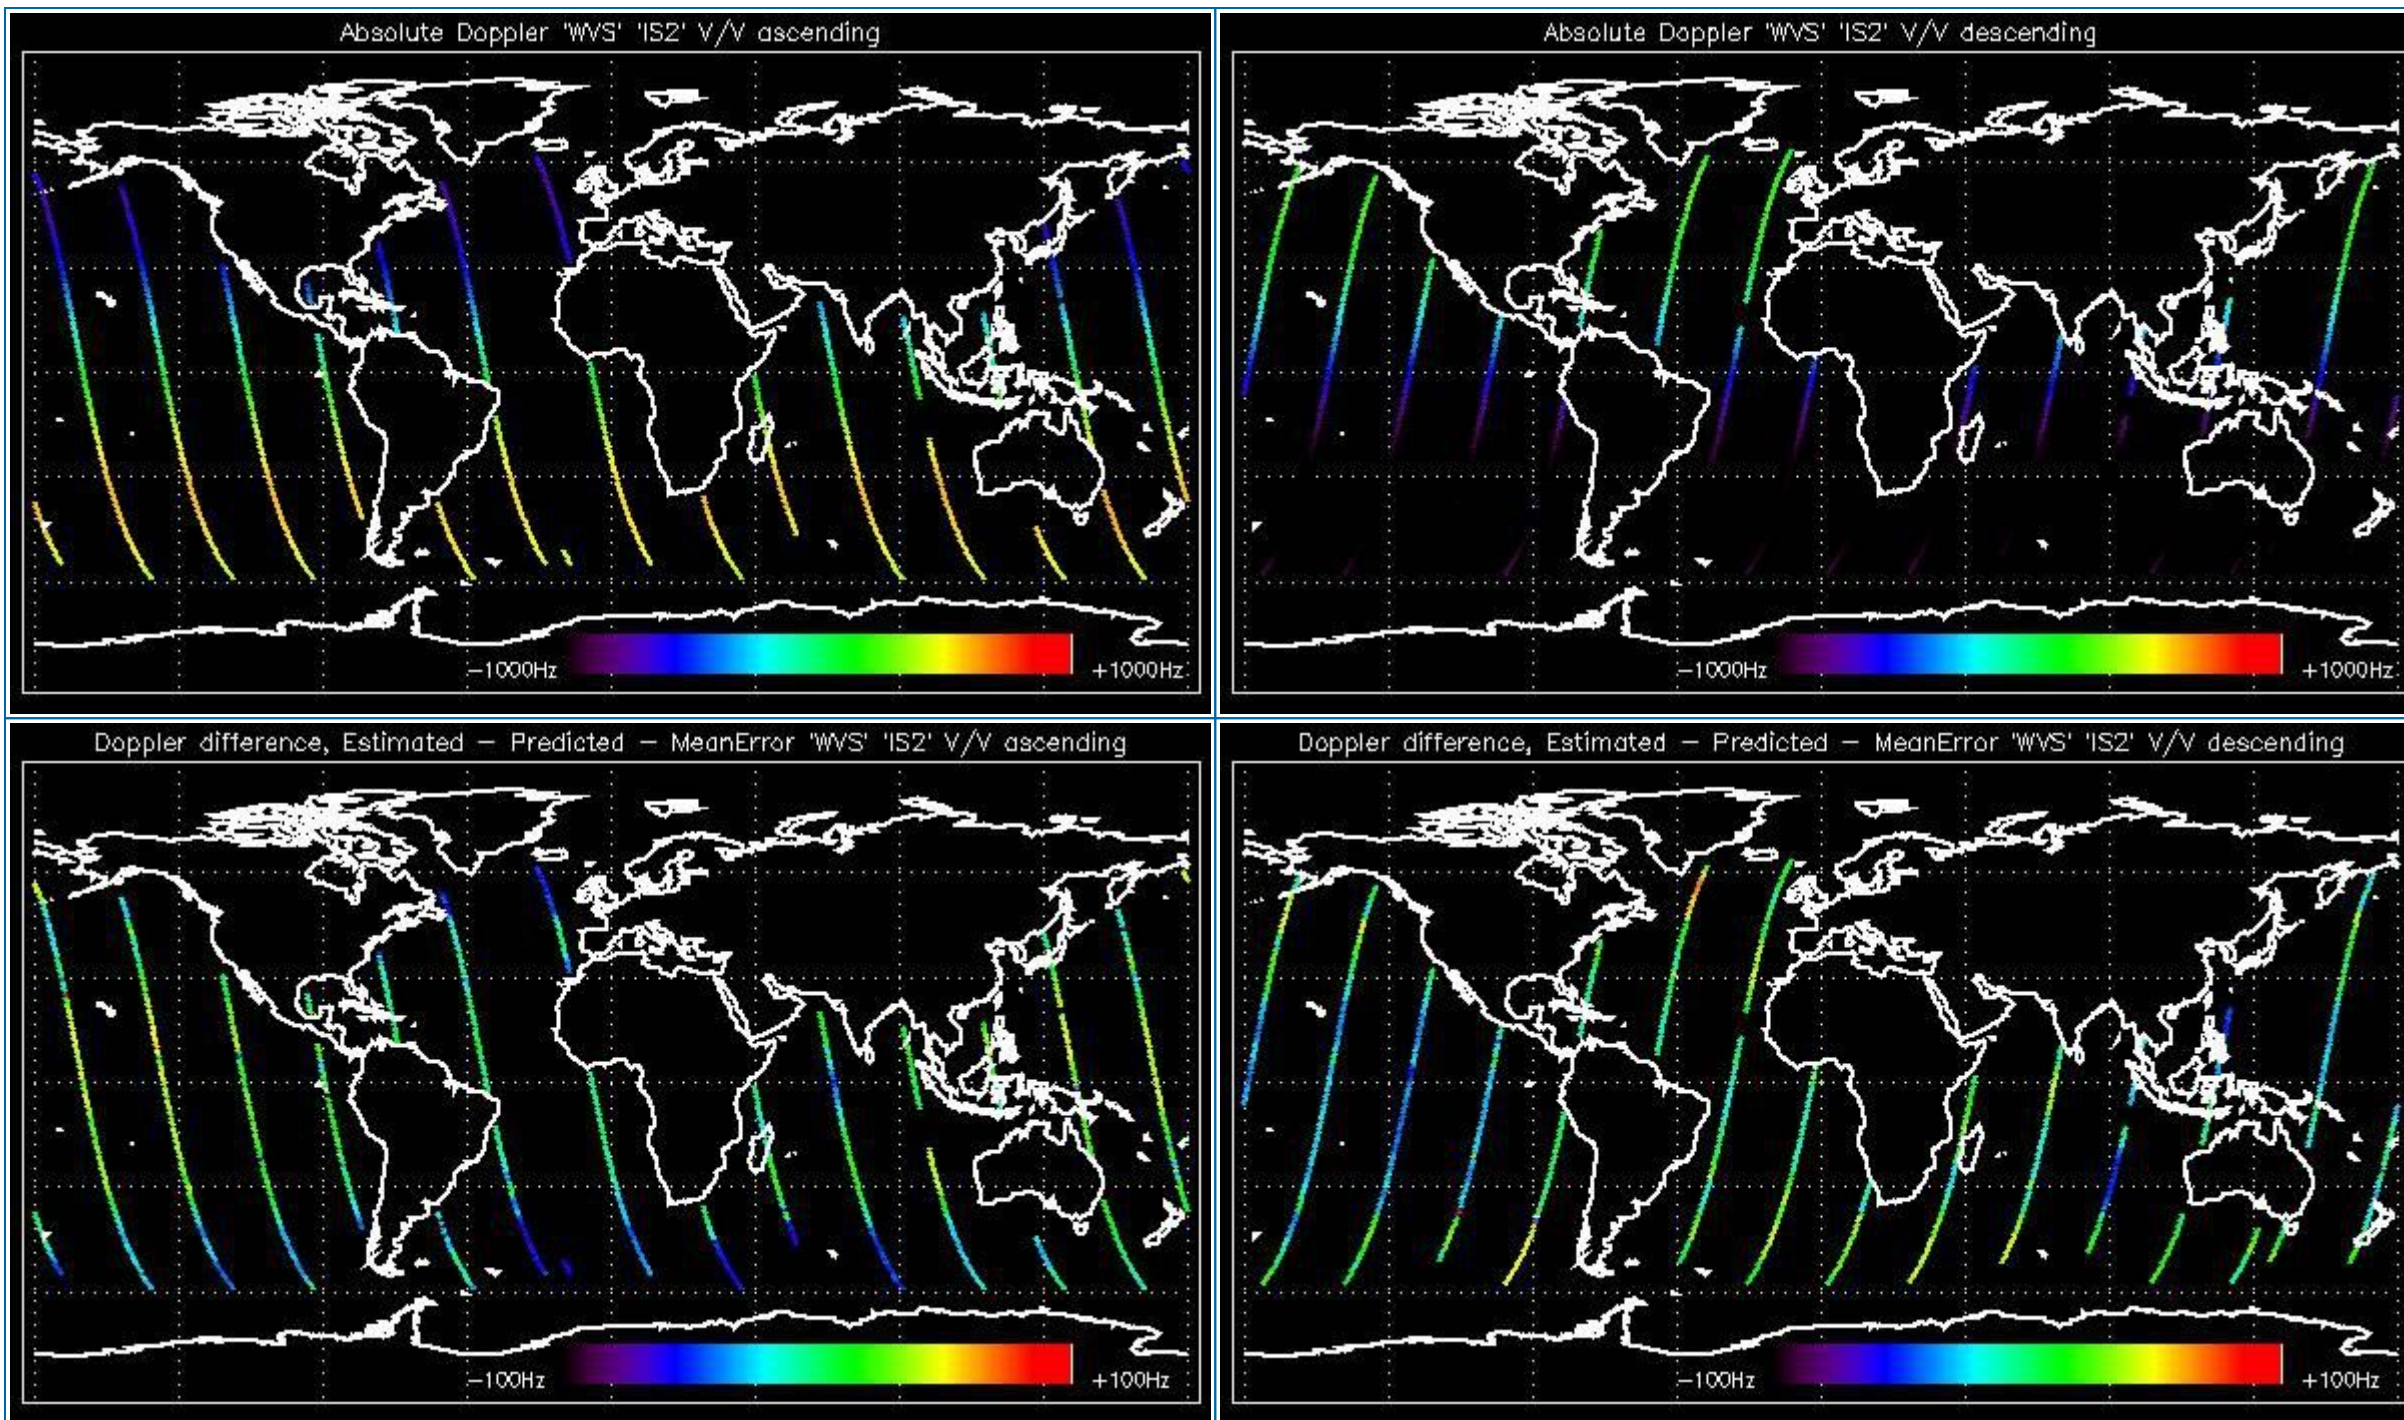 Absolute Doppler 'WVS' 'IS2' V/V ascending
−1000Hz
+1000Hz
Absolute Doppler 'WVS' 'IS2' V/V descending
−1000Hz
+1000Hz
Doppler difference, Estimated − Predicted − MeanError 'WVS' 'IS2' V/V ascending
−100Hz
+100Hz
Doppler difference, Estimated − Predicted − MeanError 'WVS' 'IS2' V/V descending
−100Hz
+100Hz